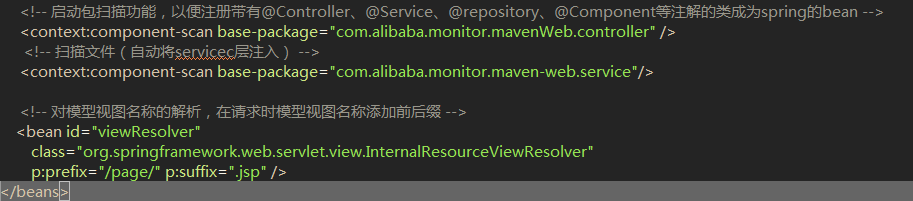 <!-- 启动包扫描功能，以便注册带有@Controller、@Service、@repository、@Component等注解的类成为spring的bean -->
<context:component-scan base-package="com.alibaba.monitor.mavenWeb.controller" />
<!-- 扫描文件（自动将servicec层注入） -->
<context:component-scan base-package="com.alibaba.monitor.maven-web.service"/>
<!-- 对模型视图名称的解析，在请求时模型视图名称添加前后缀 -->
<bean id="viewResolver"
class="org.springframework.web.servlet.view.InternalResourceViewResolver"
p:prefix="/page/" p:suffix=".jsp" />
</beans>